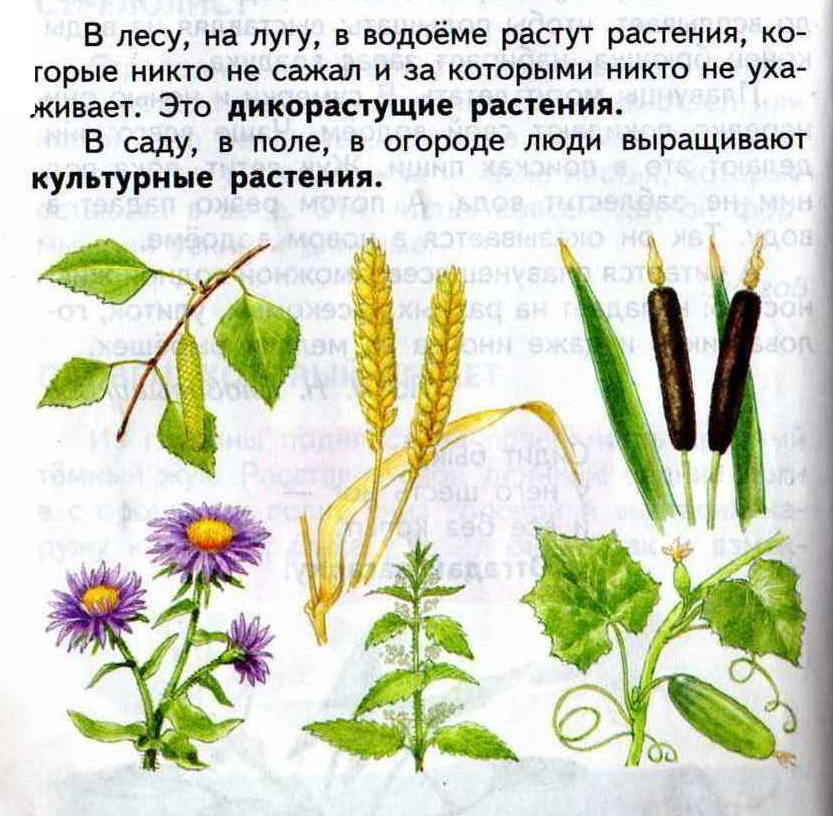 В лесу, на лугу, в водоёме растут растения, ко-
торые никто не сажал и за которыми никто не уха-
живает. Это дикорастущие растения.
В саду, в поле, в огороде люди выращивают
культурные растения.